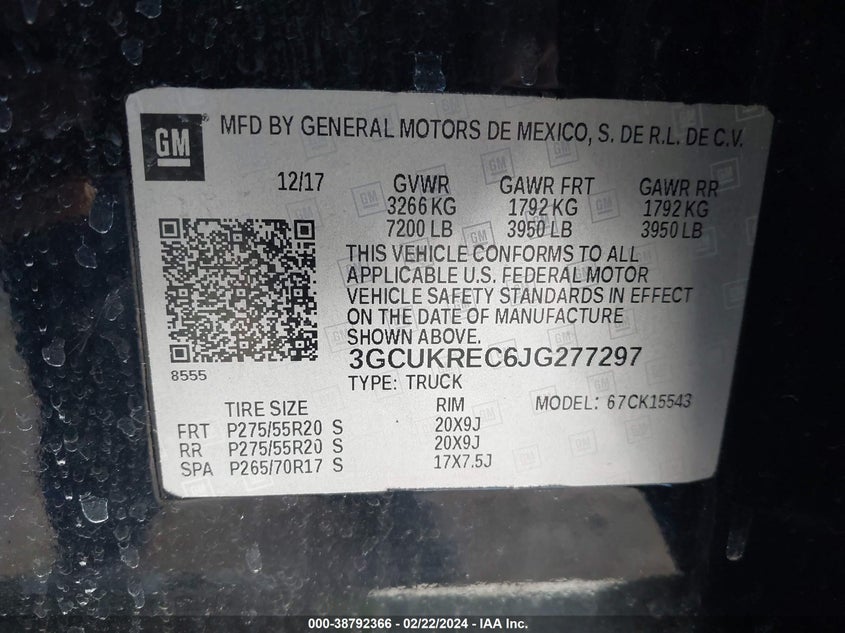 GM ® MFD BY GENERAL MOTORS DE MEXICO, S. DE R.L. DE C.V.
12/17 GVWR GAWR FRT GAWR RR
3266 KG 1792 KG 1792 KG
7200 LB 3950 LB 3950 LB
THIS VEHICLE CONFORMS TO ALL
APPLICABLE U.S. FEDERAL MOTOR
VEHICLE SAFETY STANDARDS IN EFFECT
ON THE DATE OF MANUFACTURE
SHOWN ABOVE.
3GCUKREC6JG277297
8555
TYPE: TRUCK
TIRE SIZE RIM MODEL: 67CK15543
FRT P275/55R20 S 20X9J
RR P275/55R20 S 20X9J
SPA P265/70R17 S 17X7.5J
000-38792366 - 02/22/2024 - IAA Inc.